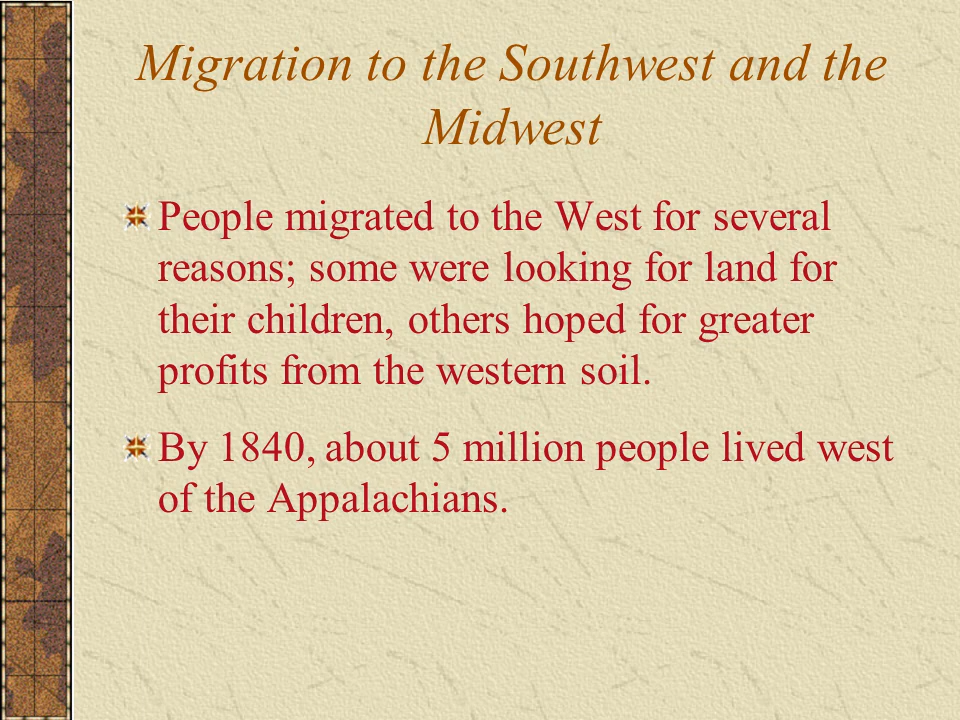 Migration to the Southwest and the
Midwest
People migrated to the West for several
reasons; some were looking for land for
their children, others hoped for greater
profits from the western soil.
By 1840, about 5 million people lived west
of the Appalachians.